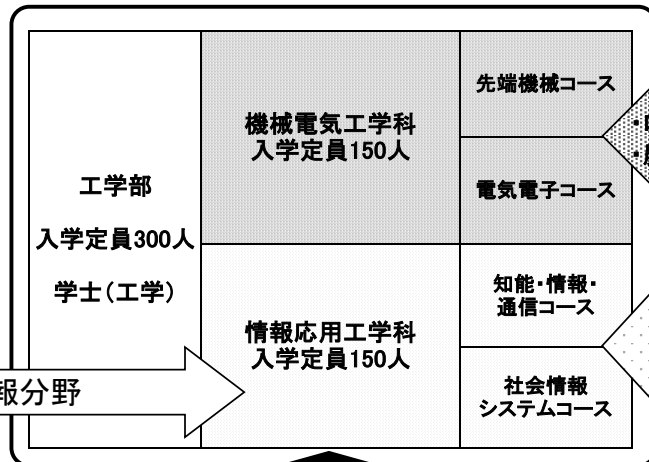 工学部
入学定員300人
学士(工学)
機械電気工学科
入学定員150人
先端機械コース
電気電子コース
情報応用工学科
入学定員150人
知能・情報・
通信コース
社会情報
システムコース
報分野